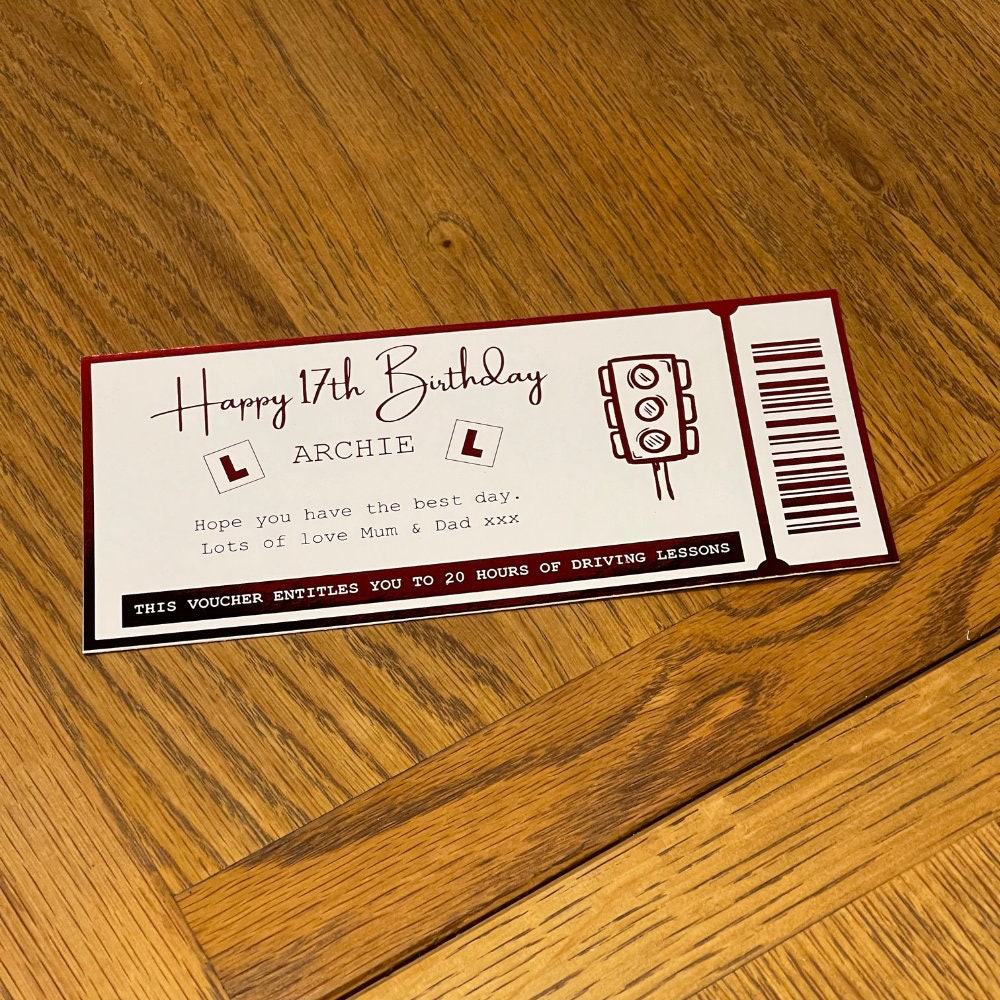 Happy 17th Birthday
L ARCHIE L
Hope you have the best day.
Lots of love Mum & Dad xxx
THIS VOUCHER ENTITLES YOU TO 20 HOURS OF DRIVING LESSONS